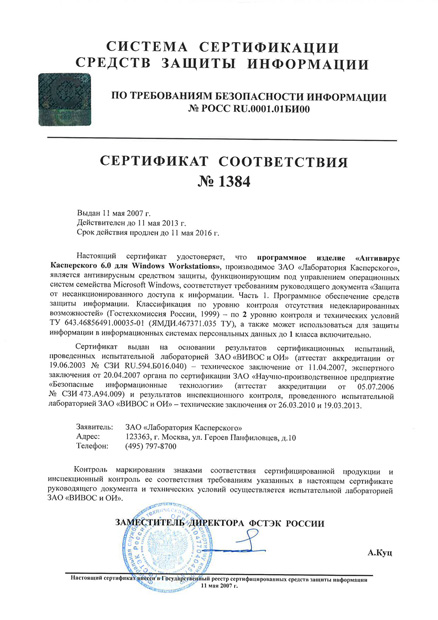 СИСТЕМА СЕРТИФИКАЦИИ
СРЕДСТВ ЗАЩИТЫ ИНФОРМАЦИИ
ПО ТРЕБОВАНИЯМ БЕЗОПАСНОСТИ ИНФОРМАЦИИ
№ РОСС RU.0001.01БИ00
СЕРТИФИКАТ СООТВЕТСТВИЯ
№ 1384
Выдан 11 мая 2007 г.
Действителен до 11 мая 2013 г.
Срок действия продлен до 11 мая 2016 г.
Настоящий сертификат удостоверяет, что программное изделие «Антивирус
Касперского 6.0 для Windows Workstations», производимое ЗАО «Лаборатория Касперского»,
является антивирусным средством защиты, функционирующим под управлением операционных
систем семейства Microsoft Windows, соответствует требованиям руководящего документа «Защита
от несанкционированного доступа к информации. Часть 1. Программное обеспечение средств
защиты информации. Классификация по уровню контроля отсутствия недекларированных
возможностей» (Гостехкомиссия России, 1999) – по 2 уровню контроля и технических условий
ТУ 643.46856491.00035-01 (ЯМДИ.467371.035 ТУ), а также может использоваться для защиты
информации в информационных системах персональных данных до 1 класса включительно.
Сертификат выдан на основании результатов сертификационных испытаний,
проведенных испытательной лабораторией ЗАО «ВИВОС и ОИ» (аттестат аккредитации от
19.06.2003 № СЗИ RU.594.Б016.040) – техническое заключение от 11.04.2007, экспертного
заключения от 20.04.2007 органа по сертификации ЗАО «Научно-производственное предприятие
«Безопасные информационные технологии» (аттестат аккредитации от 05.07.2006
№ СЗИ 473.А94.009) и результатов инспекционного контроля, проведенного испытательной
лабораторией ЗАО «ВИВОС и ОИ» – технические заключения от 26.03.2010 и 19.03.2013.
Заявитель: ЗАО «Лаборатория Касперского»
Адрес: 123363, г. Москва, ул. Героев Панфиловцев, д.10
Телефон: (495) 797-8700
Контроль маркирования знаками соответствия сертифицированной продукции и
инспекционный контроль ее соответствия требованиям указанных в настоящем сертификате
руководящего документа и технических условий осуществляется испытательной лабораторией
ЗАО «ВИВОС и ОИ».
ЗАМЕСТИТЕЛЬ ДИРЕКТОРА ФСТЭК РОССИИ
А.Куц
Настоящий сертификат внесен в Государственный реестр сертифицированных средств защиты информации
11 мая 2007 г.